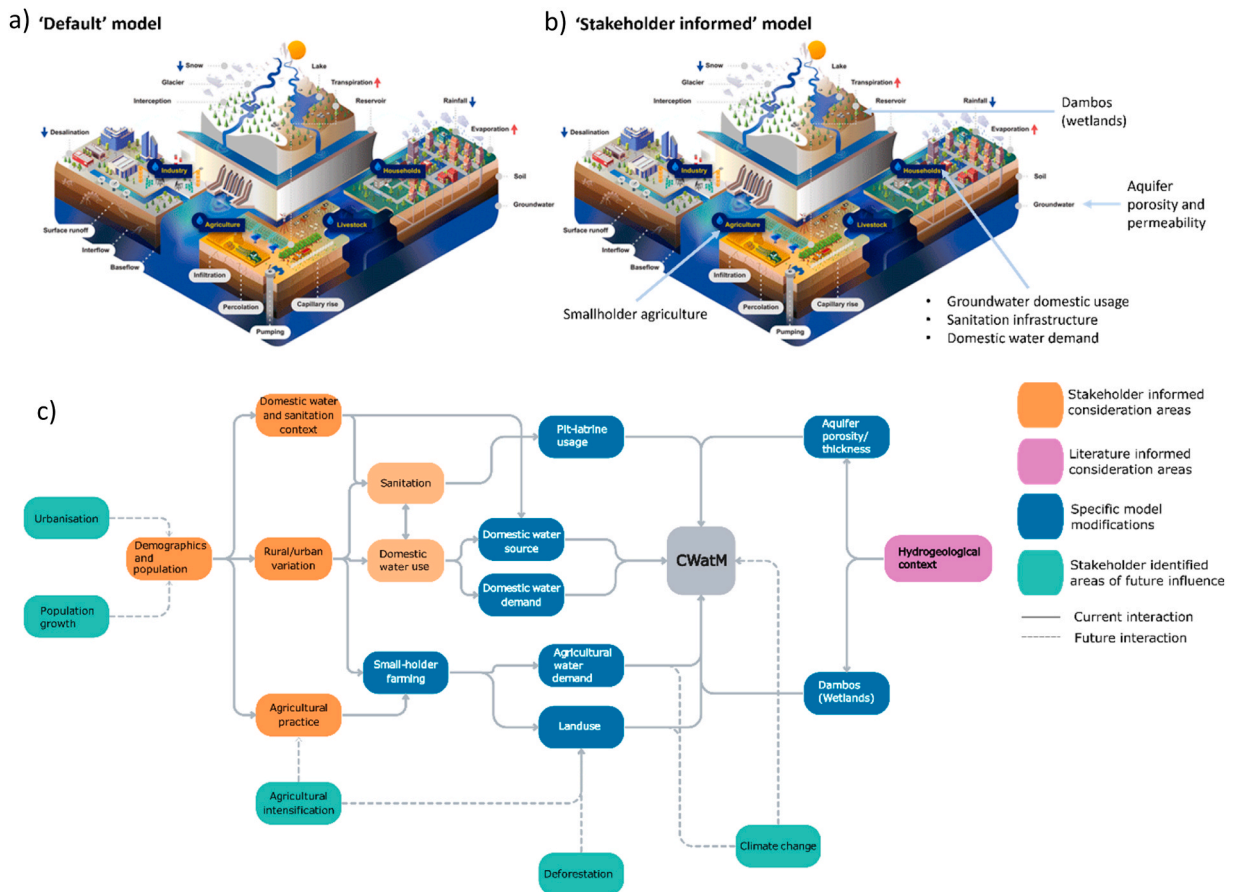 a) 'Default' model
Snow
Glacier
Interception
Lake
Transpiration
Reservoir
Rainfall
Evaporation
Desalination
Industry
Households
Soil
Groundwater
Agriculture
Livestock
Surface runoff
Interflow
Baseflow
Infiltration
Percolation
Capillary rise
Pumping
b) 'Stakeholder informed' model
Snow
Glacier
Interception
Lake
Transpiration
Reservoir
Rainfall
Evaporation
Desalination
Industry
Households
Soil
Groundwater
Agriculture
Livestock
Surface runoff
Interflow
Baseflow
Infiltration
Percolation
Capillary rise
Pumping
Dambos
(wetlands)
Aquifer
porosity and
permeability
Smallholder agriculture
• Groundwater domestic usage
• Sanitation infrastructure
• Domestic water demand
c)
Domestic water
and sanitation
context
Pit-latrine
usage
Aquifer
porosity/
thickness
Sanitation
Urbanisation
Demographics
and
population
Rural/urban
variation
Domestic
water use
Domestic water
source
CWatM
Hydrogeological
context
Population
growth
Domestic water
demand
Small-holder
farming
Agricultural
water
demand
Dambos
(Wetlands)
Agricultural
practice
Landuse
Agricultural
intensification
Climate change
Deforestation
Stakeholder informed
consideration areas
Literature informed
consideration areas
Specific model
modifications
Stakeholder identified
areas of future influence
Current interaction
Future interaction